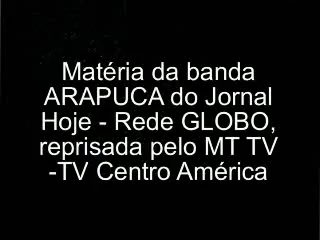 Matéria da banda
ARAPUCA do Jornal
Hoje - Rede GLOBO,
reprisada pelo MT TV
-TV Centro América